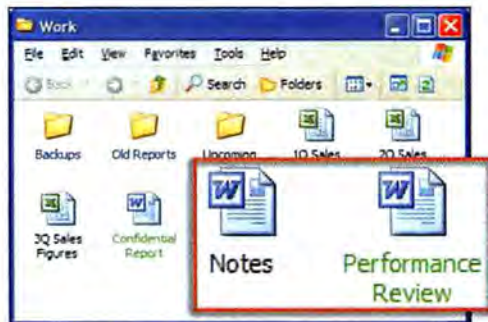 Work
File Edit View Favorites Tools Help
Back Search Folders
Backups Old Reports Upcoming 1Q Sales 2Q Sales
3Q Sales
Figures
Confidential
Report
Notes
Performance
Review